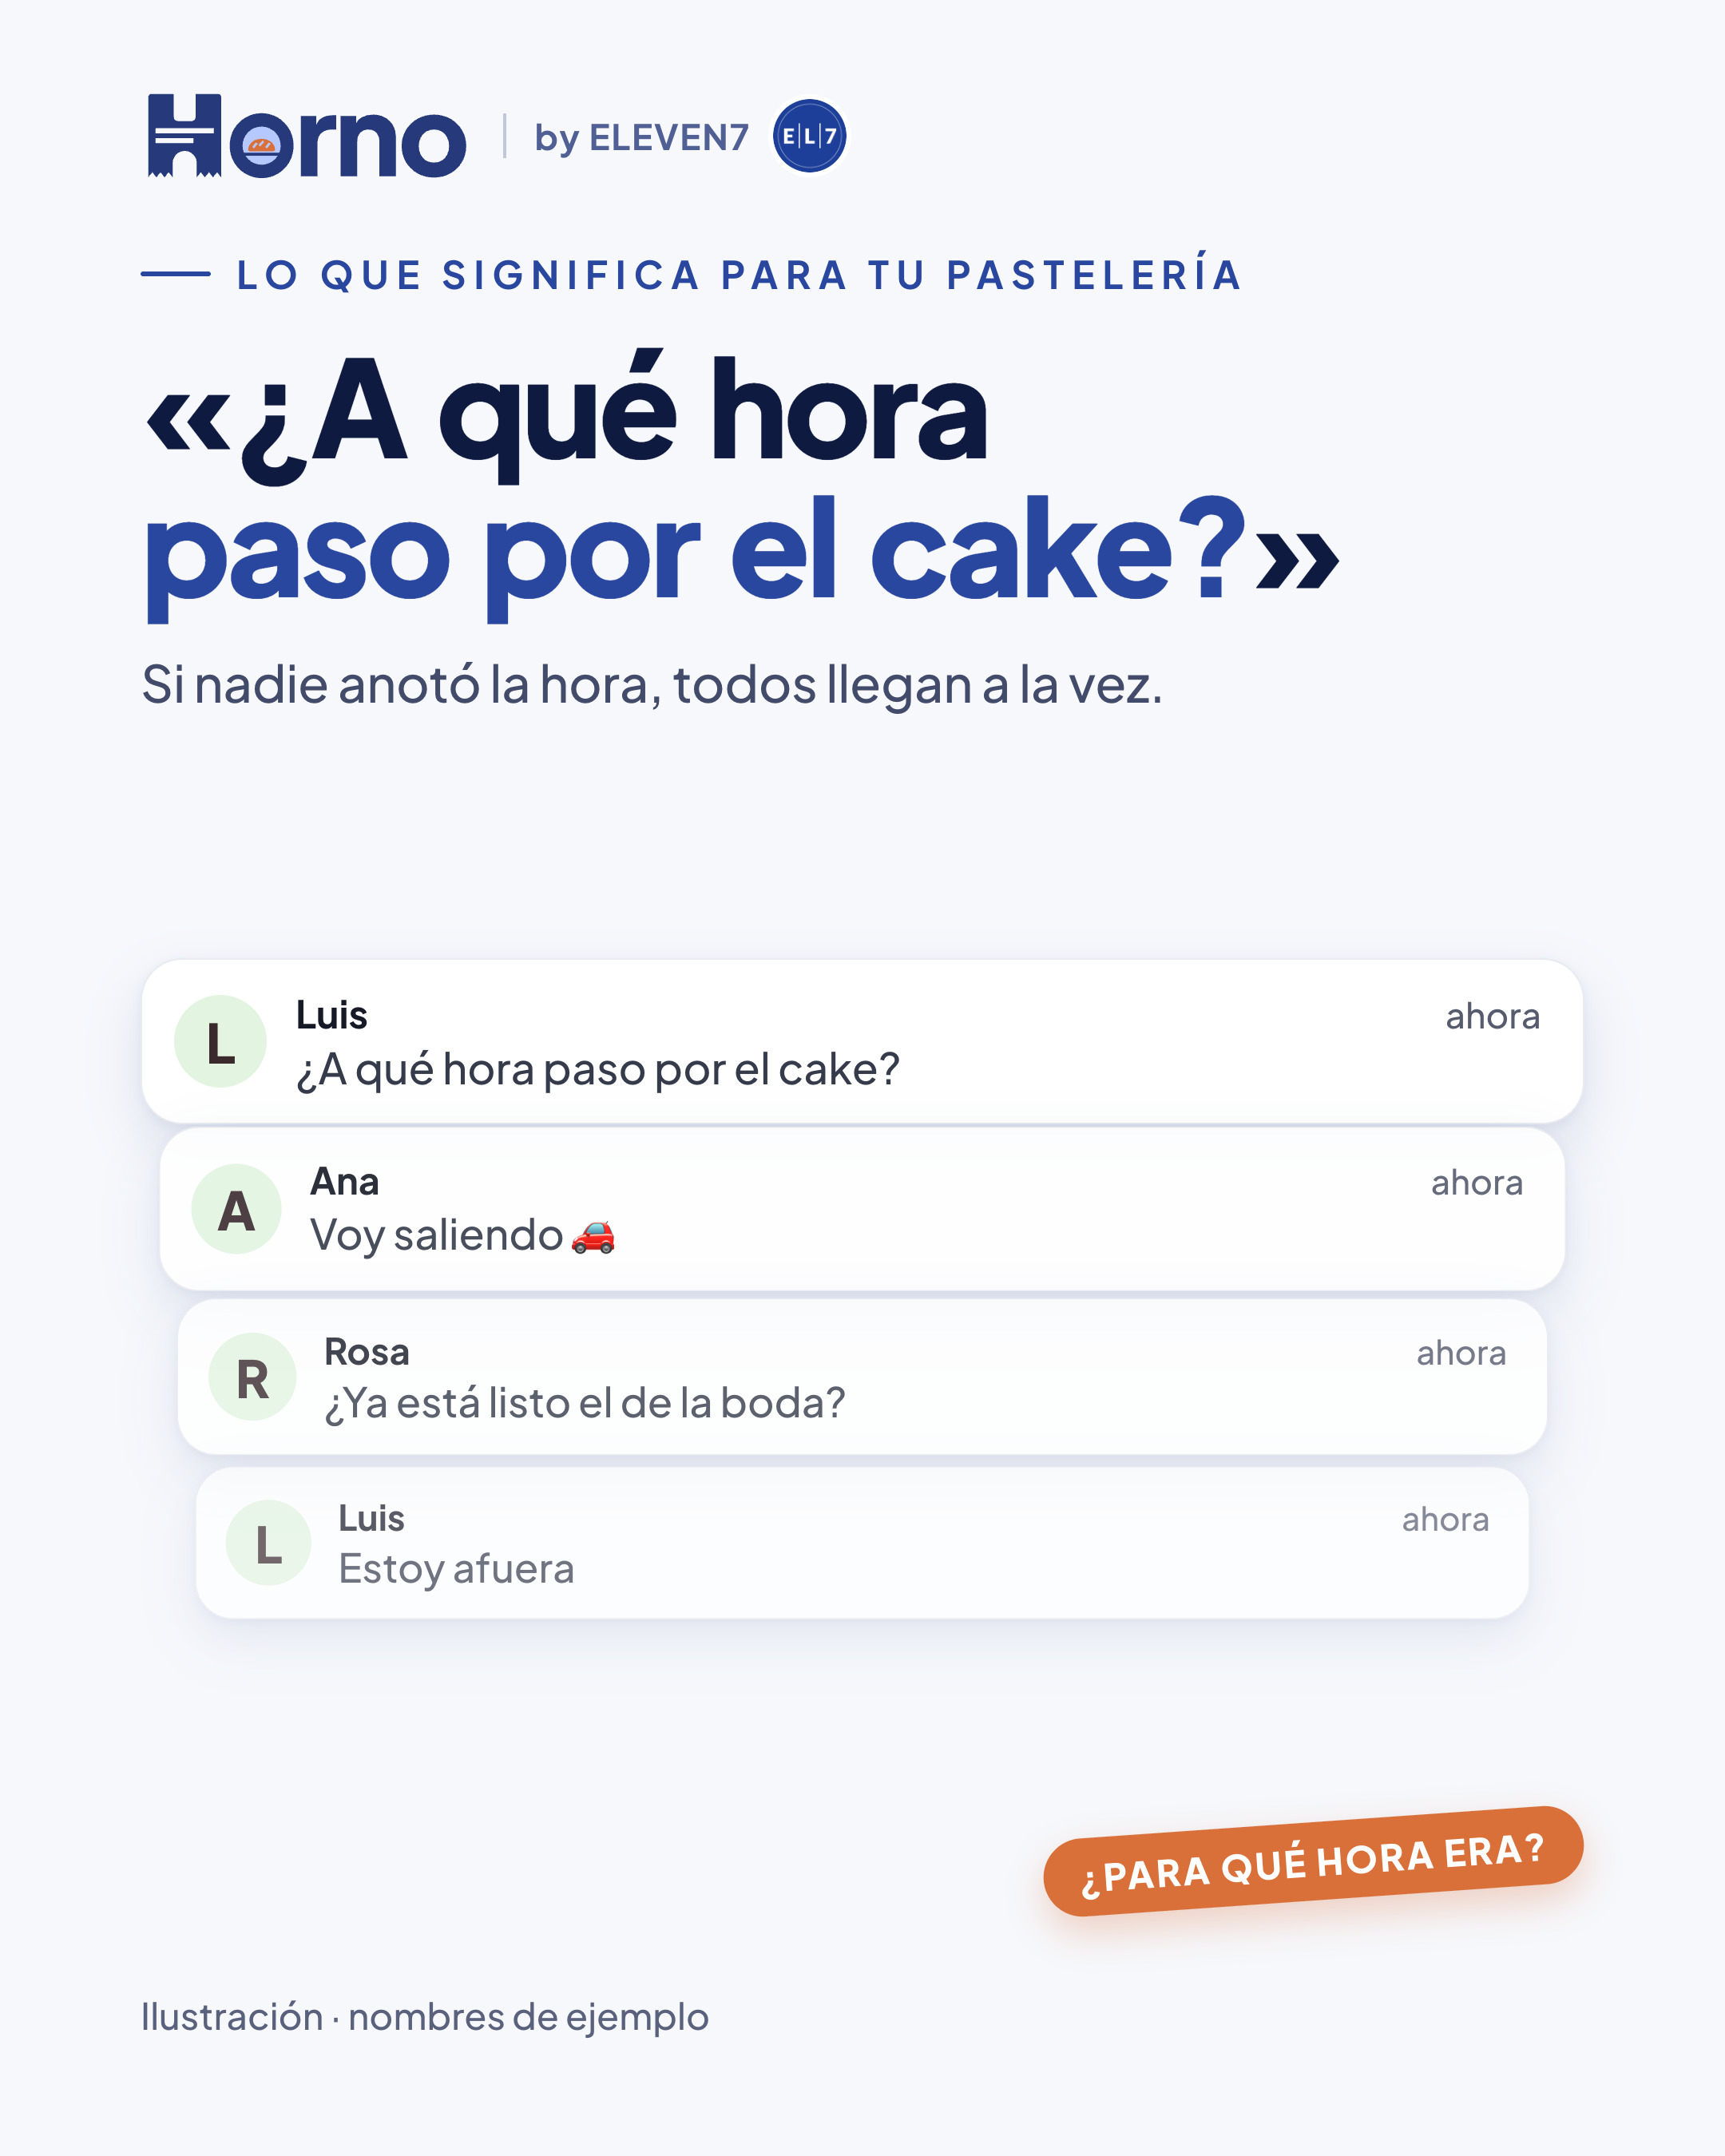 Horno by ELEVEN7 E|L|7
LO QUE SIGNIFICA PARA TU PASTELERÍA
«¿A qué hora
paso por el cake?»
Si nadie anotó la hora, todos llegan a la vez.
L Luis ahora
¿A qué hora paso por el cake?
A Ana ahora
Voy saliendo 🚗
R Rosa ahora
¿Ya está listo el de la boda?
L Luis ahora
Estoy afuera
¿PARA QUÉ HORA ERA?
Ilustración · nombres de ejemplo